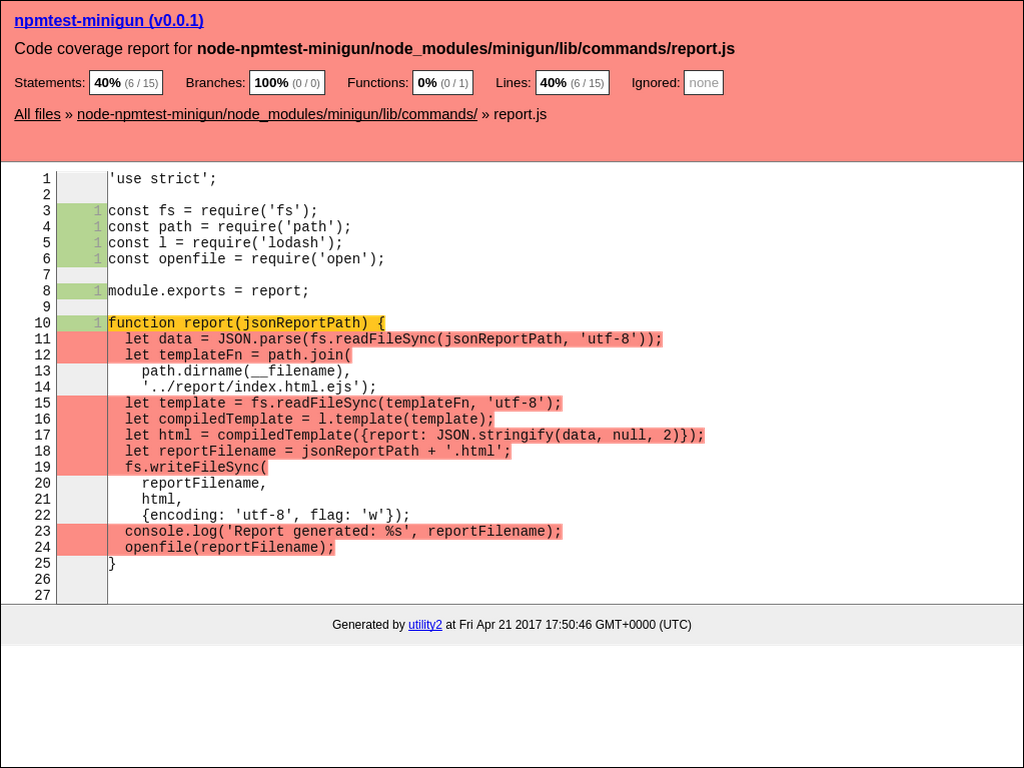 npmtest-minigun (v0.0.1)
Code coverage report for node-npmtest-minigun/node_modules/minigun/lib/commands/report.js
Statements: 40% (6 / 15) Branches: 100% (0 / 0) Functions: 0% (0 / 1) Lines: 40% (6 / 15) Ignored: none
All files » node-npmtest-minigun/node_modules/minigun/lib/commands/ » report.js
1 'use strict';
2
3 1 const fs = require('fs');
4 1 const path = require('path');
5 1 const l = require('lodash');
6 1 const openfile = require('open');
7
8 1 module.exports = report;
9
10 1 function report(jsonReportPath) {
11 let data = JSON.parse(fs.readFileSync(jsonReportPath, 'utf-8'));
12 let templateFn = path.join(
13 path.dirname(__filename),
14 '../report/index.html.ejs');
15 let template = fs.readFileSync(templateFn, 'utf-8');
16 let compiledTemplate = l.template(template);
17 let html = compiledTemplate({report: JSON.stringify(data, null, 2)});
18 let reportFilename = jsonReportPath + '.html';
19 fs.writeFileSync(
20 reportFilename,
21 html,
22 {encoding: 'utf-8', flag: 'w'});
23 console.log('Report generated: %s', reportFilename);
24 openfile(reportFilename);
25 }
26
27
Generated by utility2 at Fri Apr 21 2017 17:50:46 GMT+0000 (UTC)